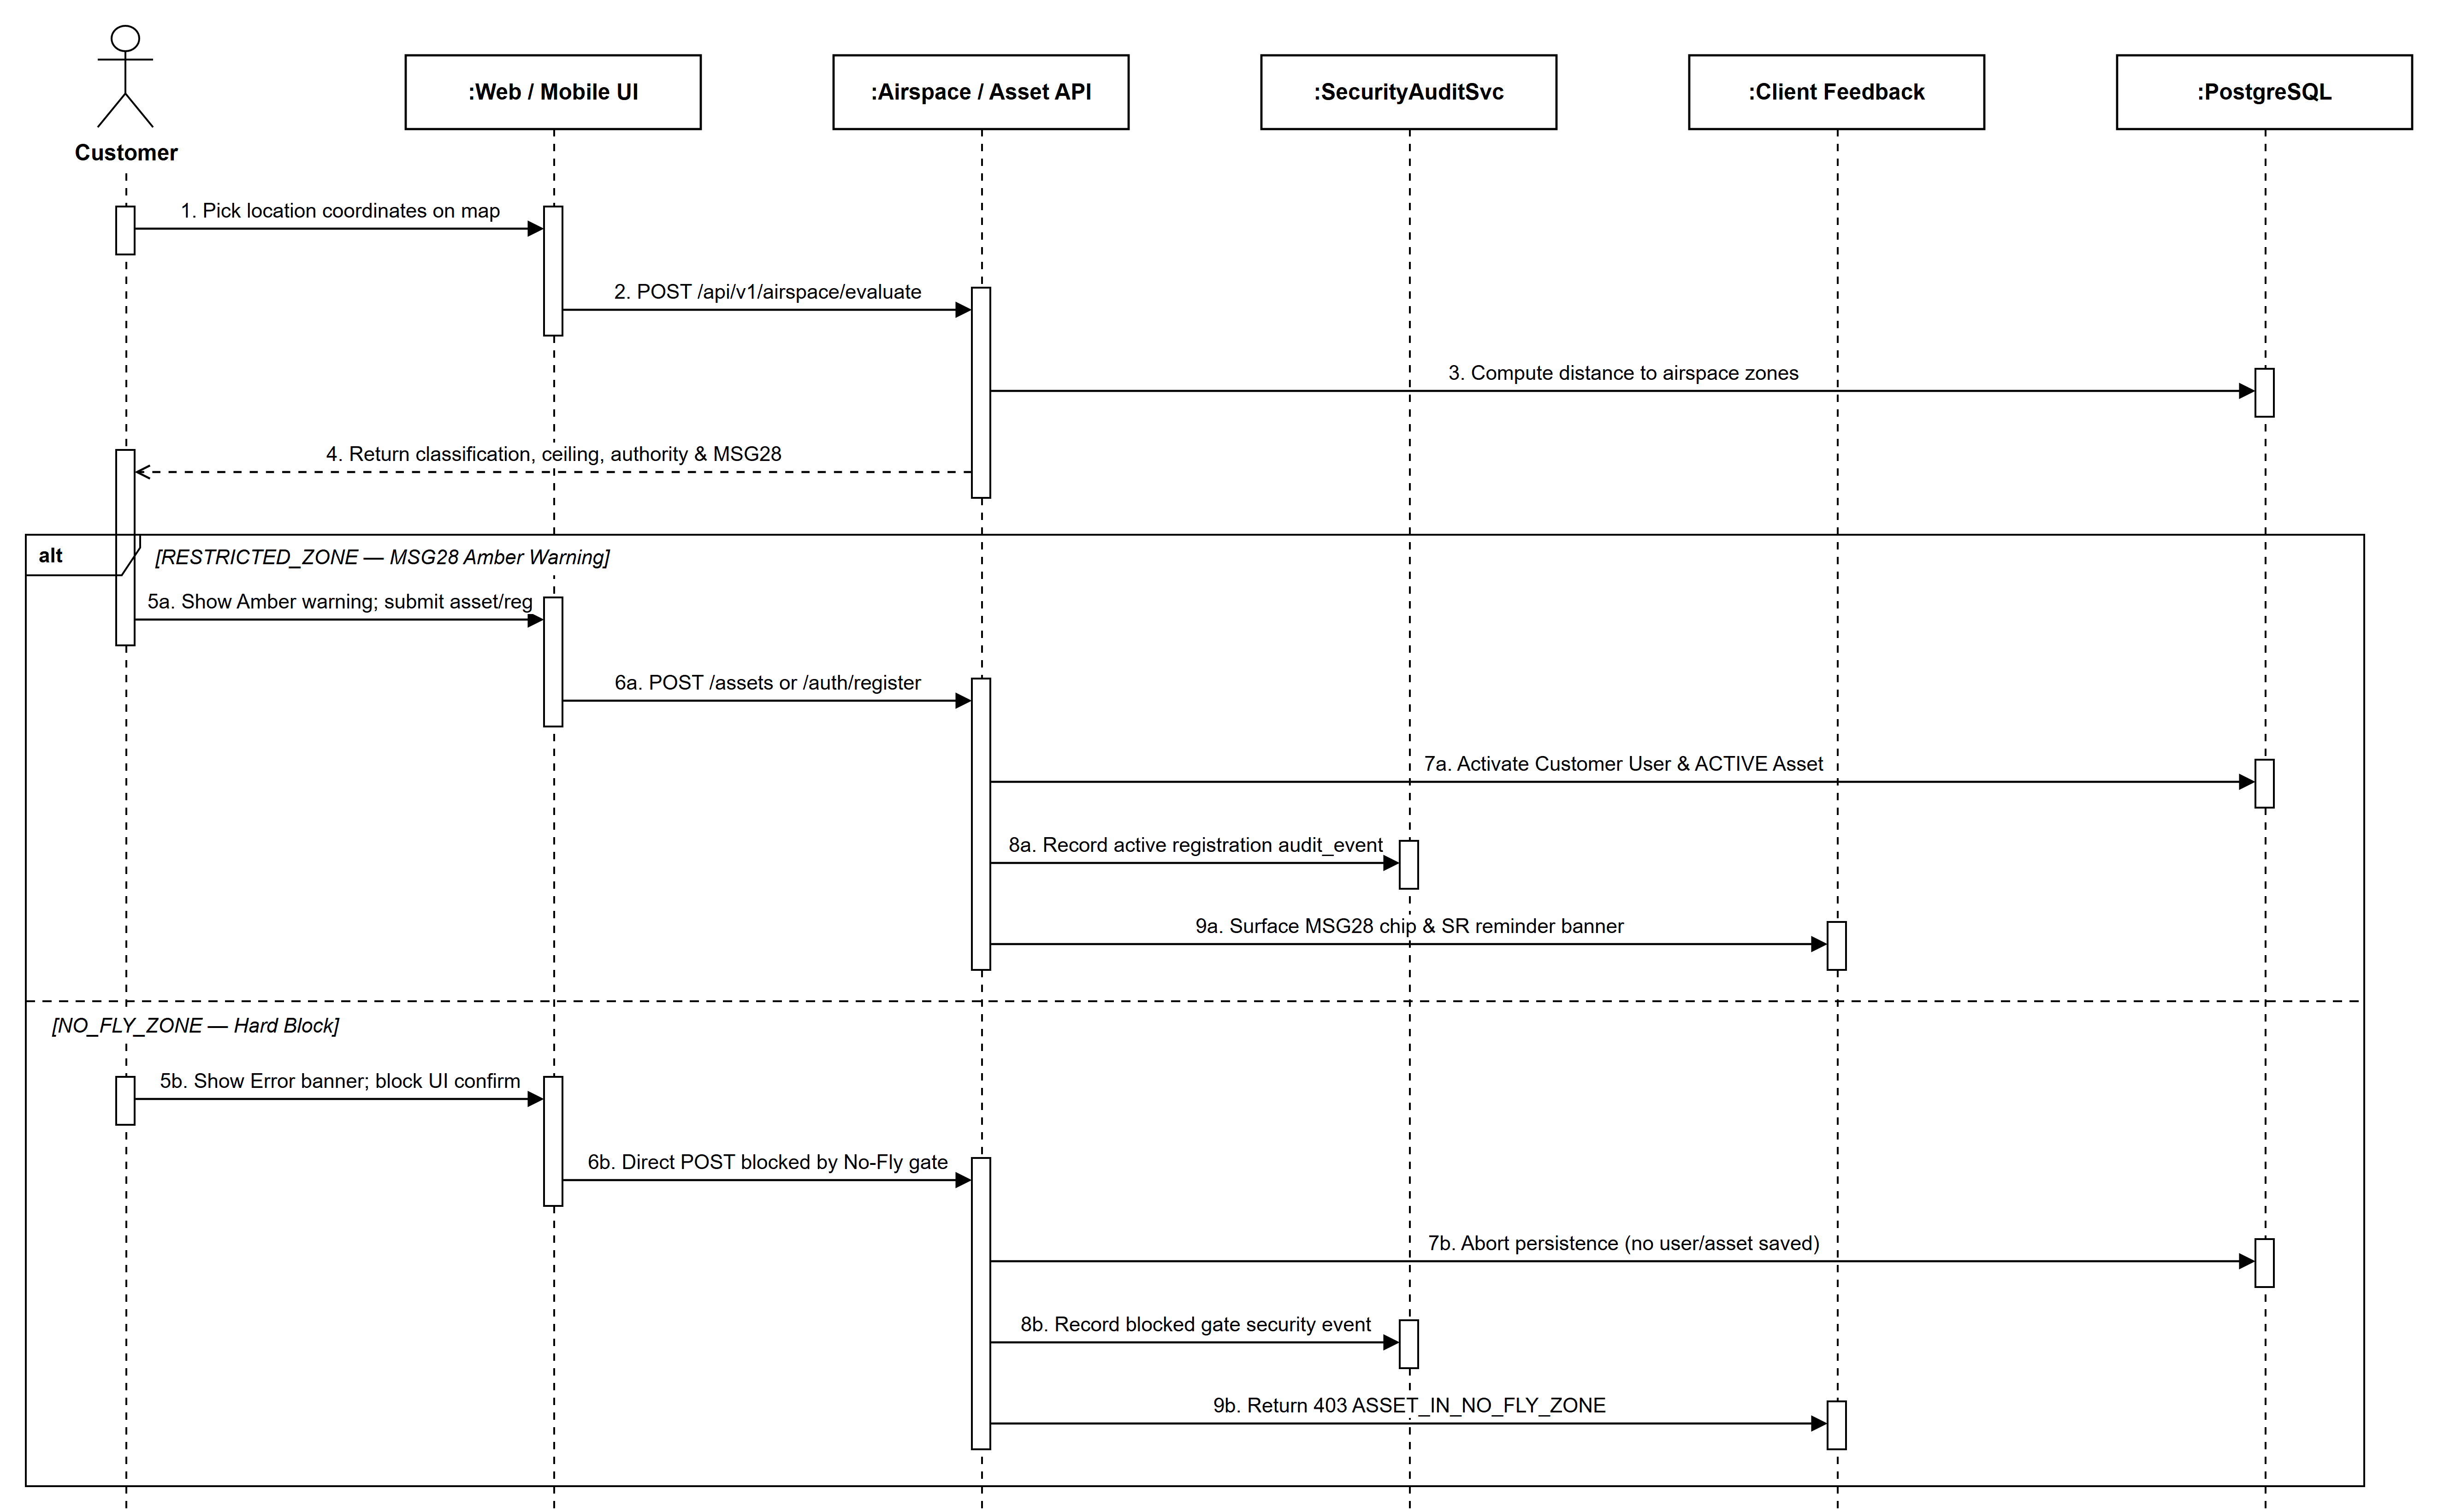 :Web / Mobile UI
:Airspace / Asset API
:SecurityAuditSvc
:Client Feedback
:PostgreSQL
Customer
1. Pick location coordinates on map
2. POST /api/v1/airspace/evaluate
3. Compute distance to airspace zones
4. Return classification, ceiling, authority & MSG28
alt
[RESTRICTED_ZONE — MSG28 Amber Warning]
5a. Show Amber warning; submit asset/reg
6a. POST /assets or /auth/register
7a. Activate Customer User & ACTIVE Asset
8a. Record active registration audit_event
9a. Surface MSG28 chip & SR reminder banner
[NO_FLY_ZONE — Hard Block]
5b. Show Error banner; block UI confirm
6b. Direct POST blocked by No-Fly gate
7b. Abort persistence (no user/asset saved)
8b. Record blocked gate security event
9b. Return 403 ASSET_IN_NO_FLY_ZONE